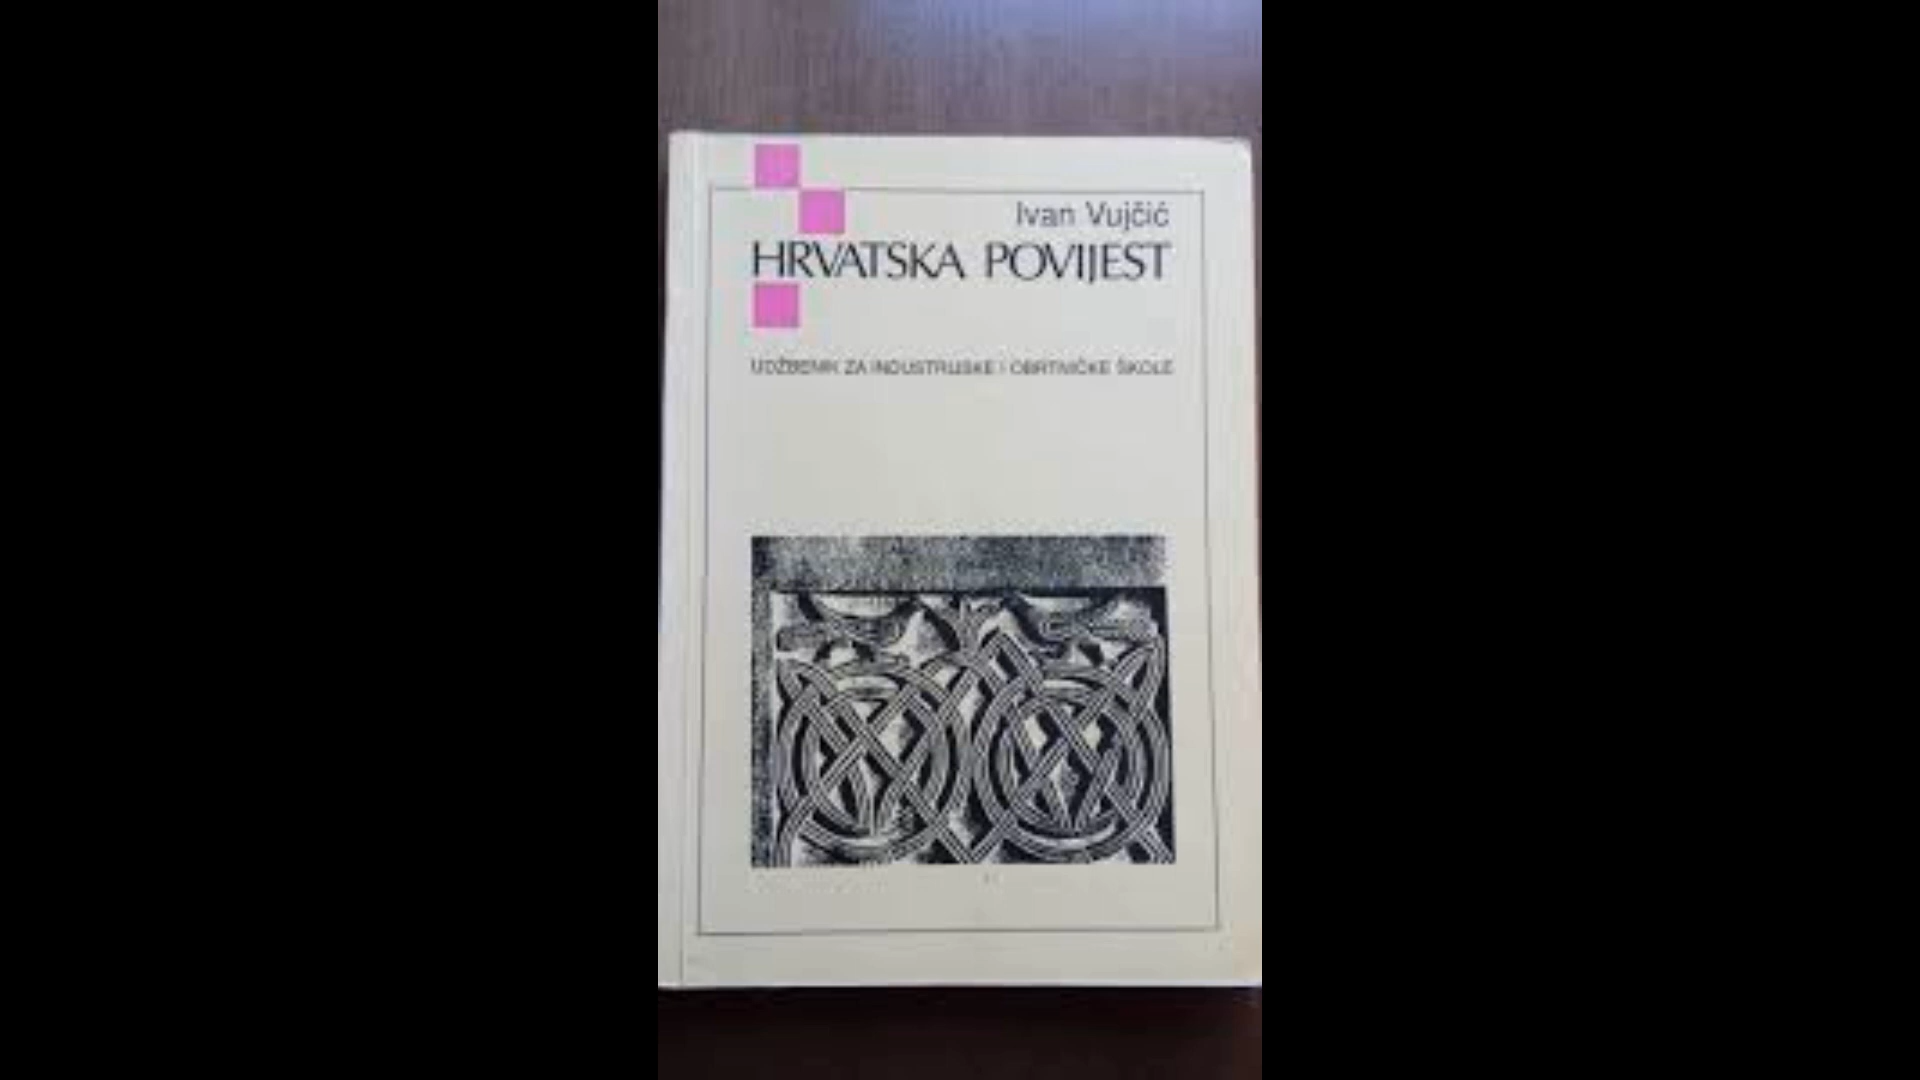 Ivan Vujčić
HRVATSKA POVIJEST
UDŽBENIK ZA INDUSTRIJSKE I OBRTNIČKE ŠKOLE